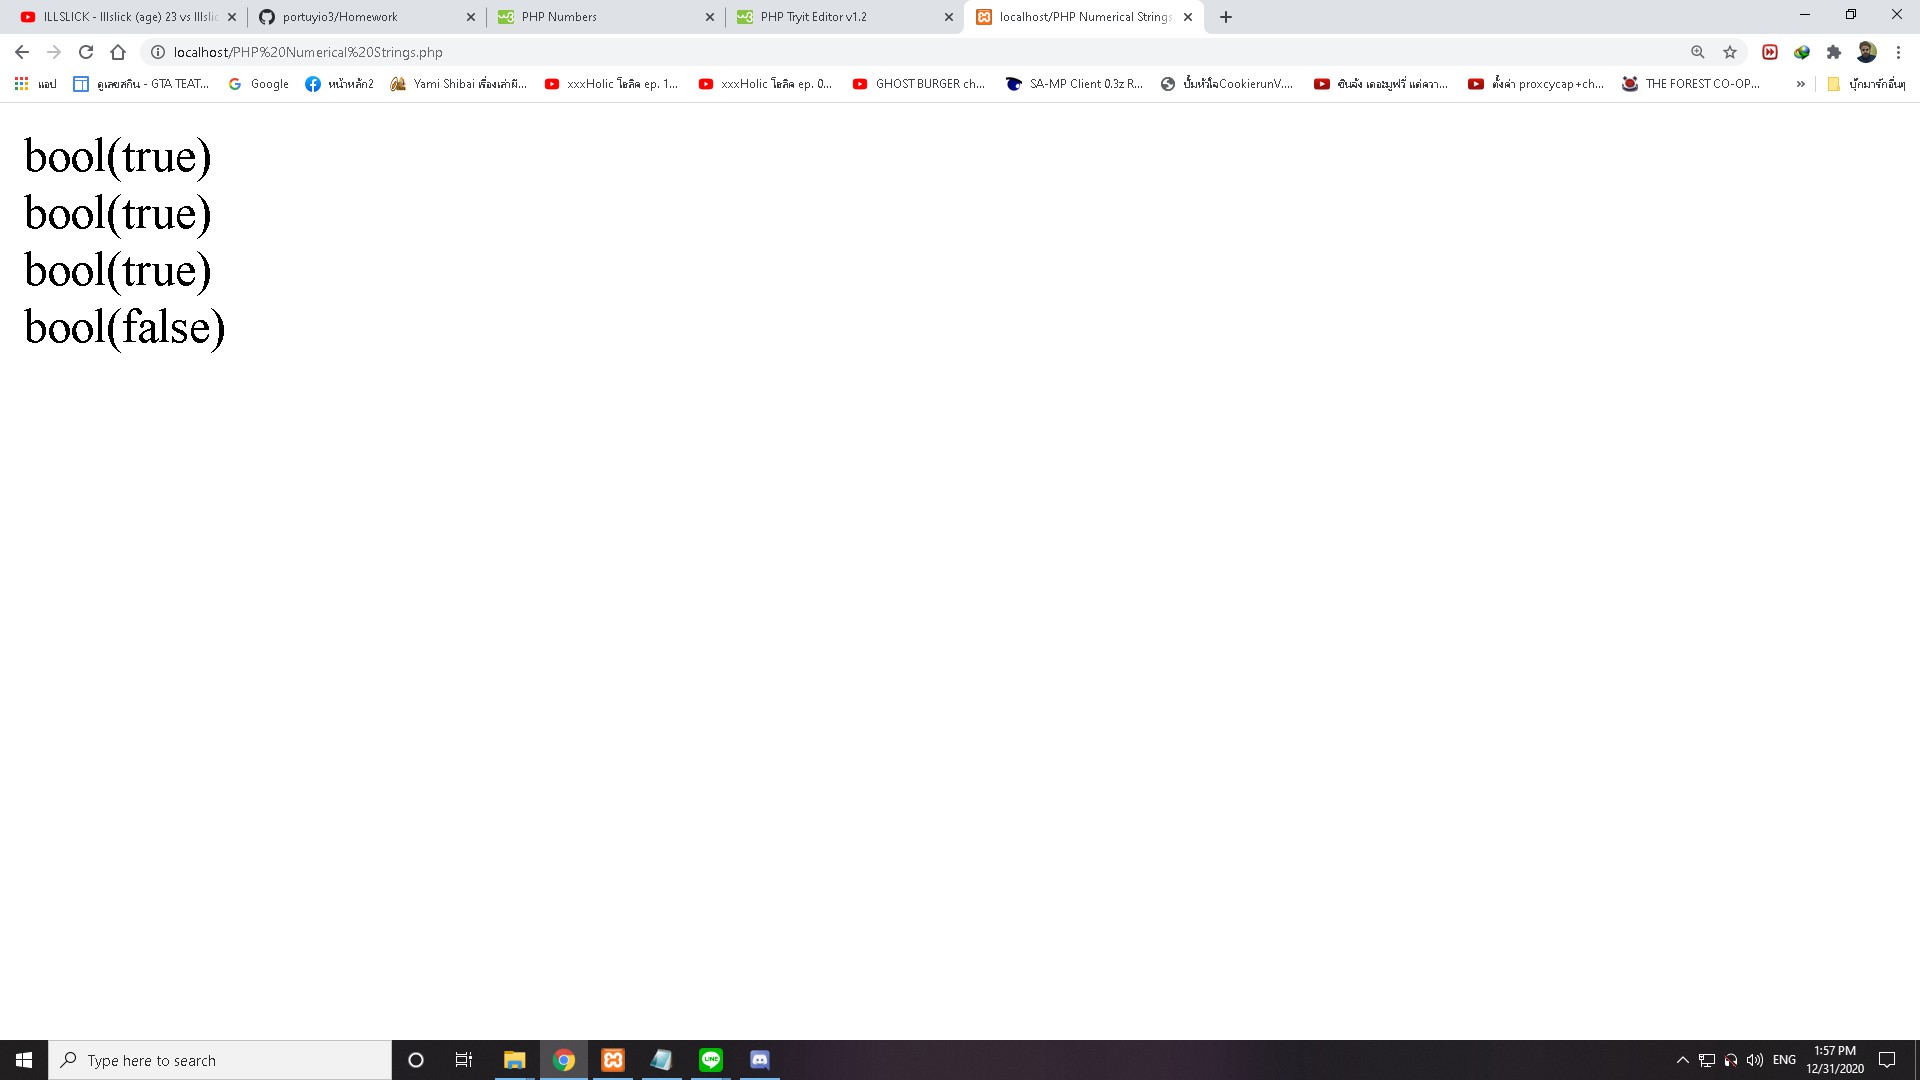 ILLSLICK - Illslick (age) 23 vs Illslic
portuyio3/Homework
PHP Numbers
PHP Tryit Editor v1.2
localhost/PHP Numerical Strings.
localhost/PHP%20Numerical%20Strings.php
แอป
ดูเลขสกิน - GTA TEAT...
Google
หน้าหลัก2
Yami Shibai เรื่องเล่าผี...
xxxHolic โฮลิค ep. 1...
xxxHolic โฮลิค ep. 0...
GHOST BURGER ch...
SA-MP Client 0.3z R...
ปั้มหัวใจCookierunV....
ซินจัง เดอะมูฟวี่ แด่ควา...
ตั้งค่า proxcycap+ch...
THE FOREST CO-OP...
»
บุ๊กมาร์กอื่นๆ
bool(true)
bool(true)
bool(true)
bool(false)
Type here to search
LINE
ENG
1:57 PM
12/31/2020